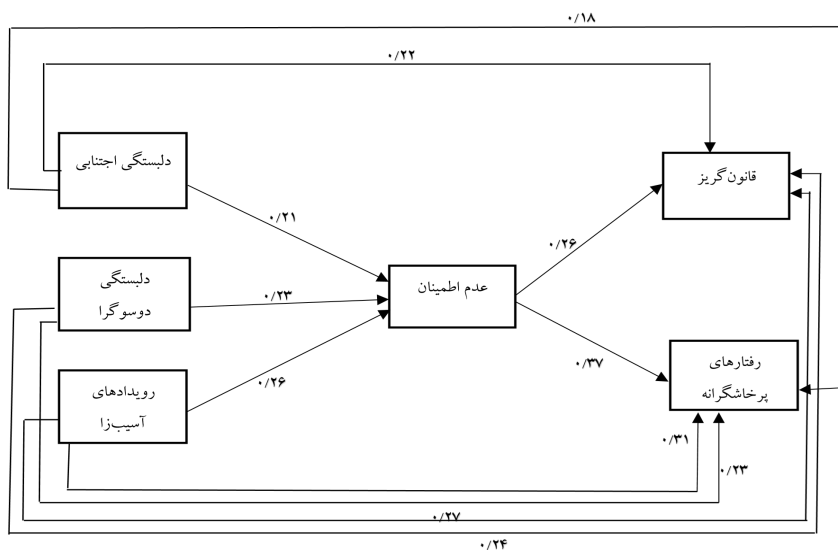 ۰/۱۸
۰/۲۲
دلبستگی اجتنابی
قانون‌گریز
۰/۲۱
۰/۲۶
دلبستگی
دوسوگرا
۰/۲۳
عدم اطمینان
۰/۲۶
۰/۳۷
رویدادهای
آسیب‌زا
رفتارهای
پرخاشگرانه
۰/۳۱
۰/۲۳
۰/۲۷
۰/۲۴